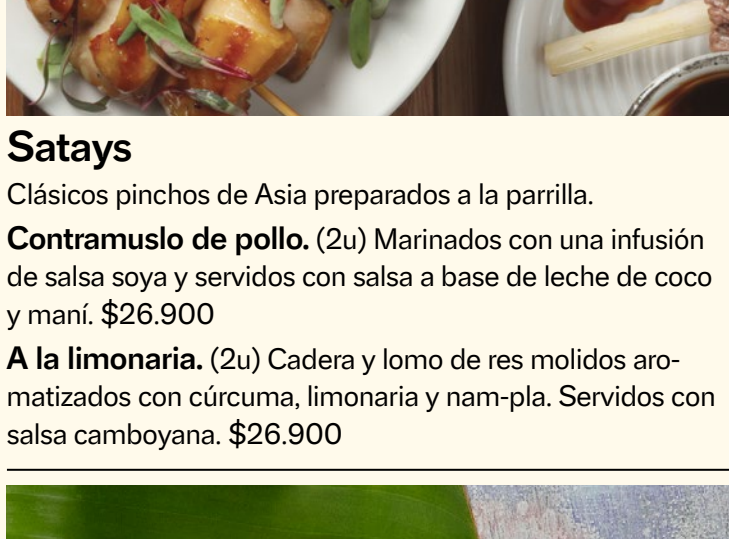 Satays
Clásicos pinchos de Asia preparados a la parrilla.
Contramuslo de pollo. (2u) Marinados con una infusión
de salsa soya y servidos con salsa a base de leche de coco
y maní. $26.900
A la limonaria. (2u) Cadera y lomo de res molidos aro-
matizados con cúrcuma, limonaria y nam-pla. Servidos con
salsa camboyana. $26.900